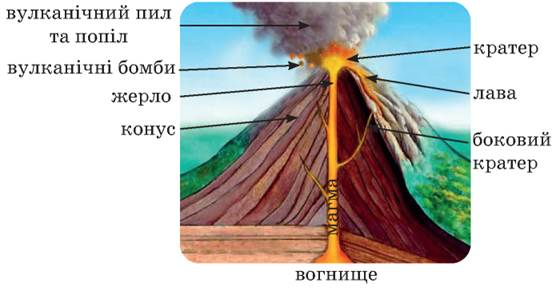 вулканічний пил
та попіл
вулканічні бомби
жерло
конус
кратер
лава
боковий
кратер
магма
вогнище